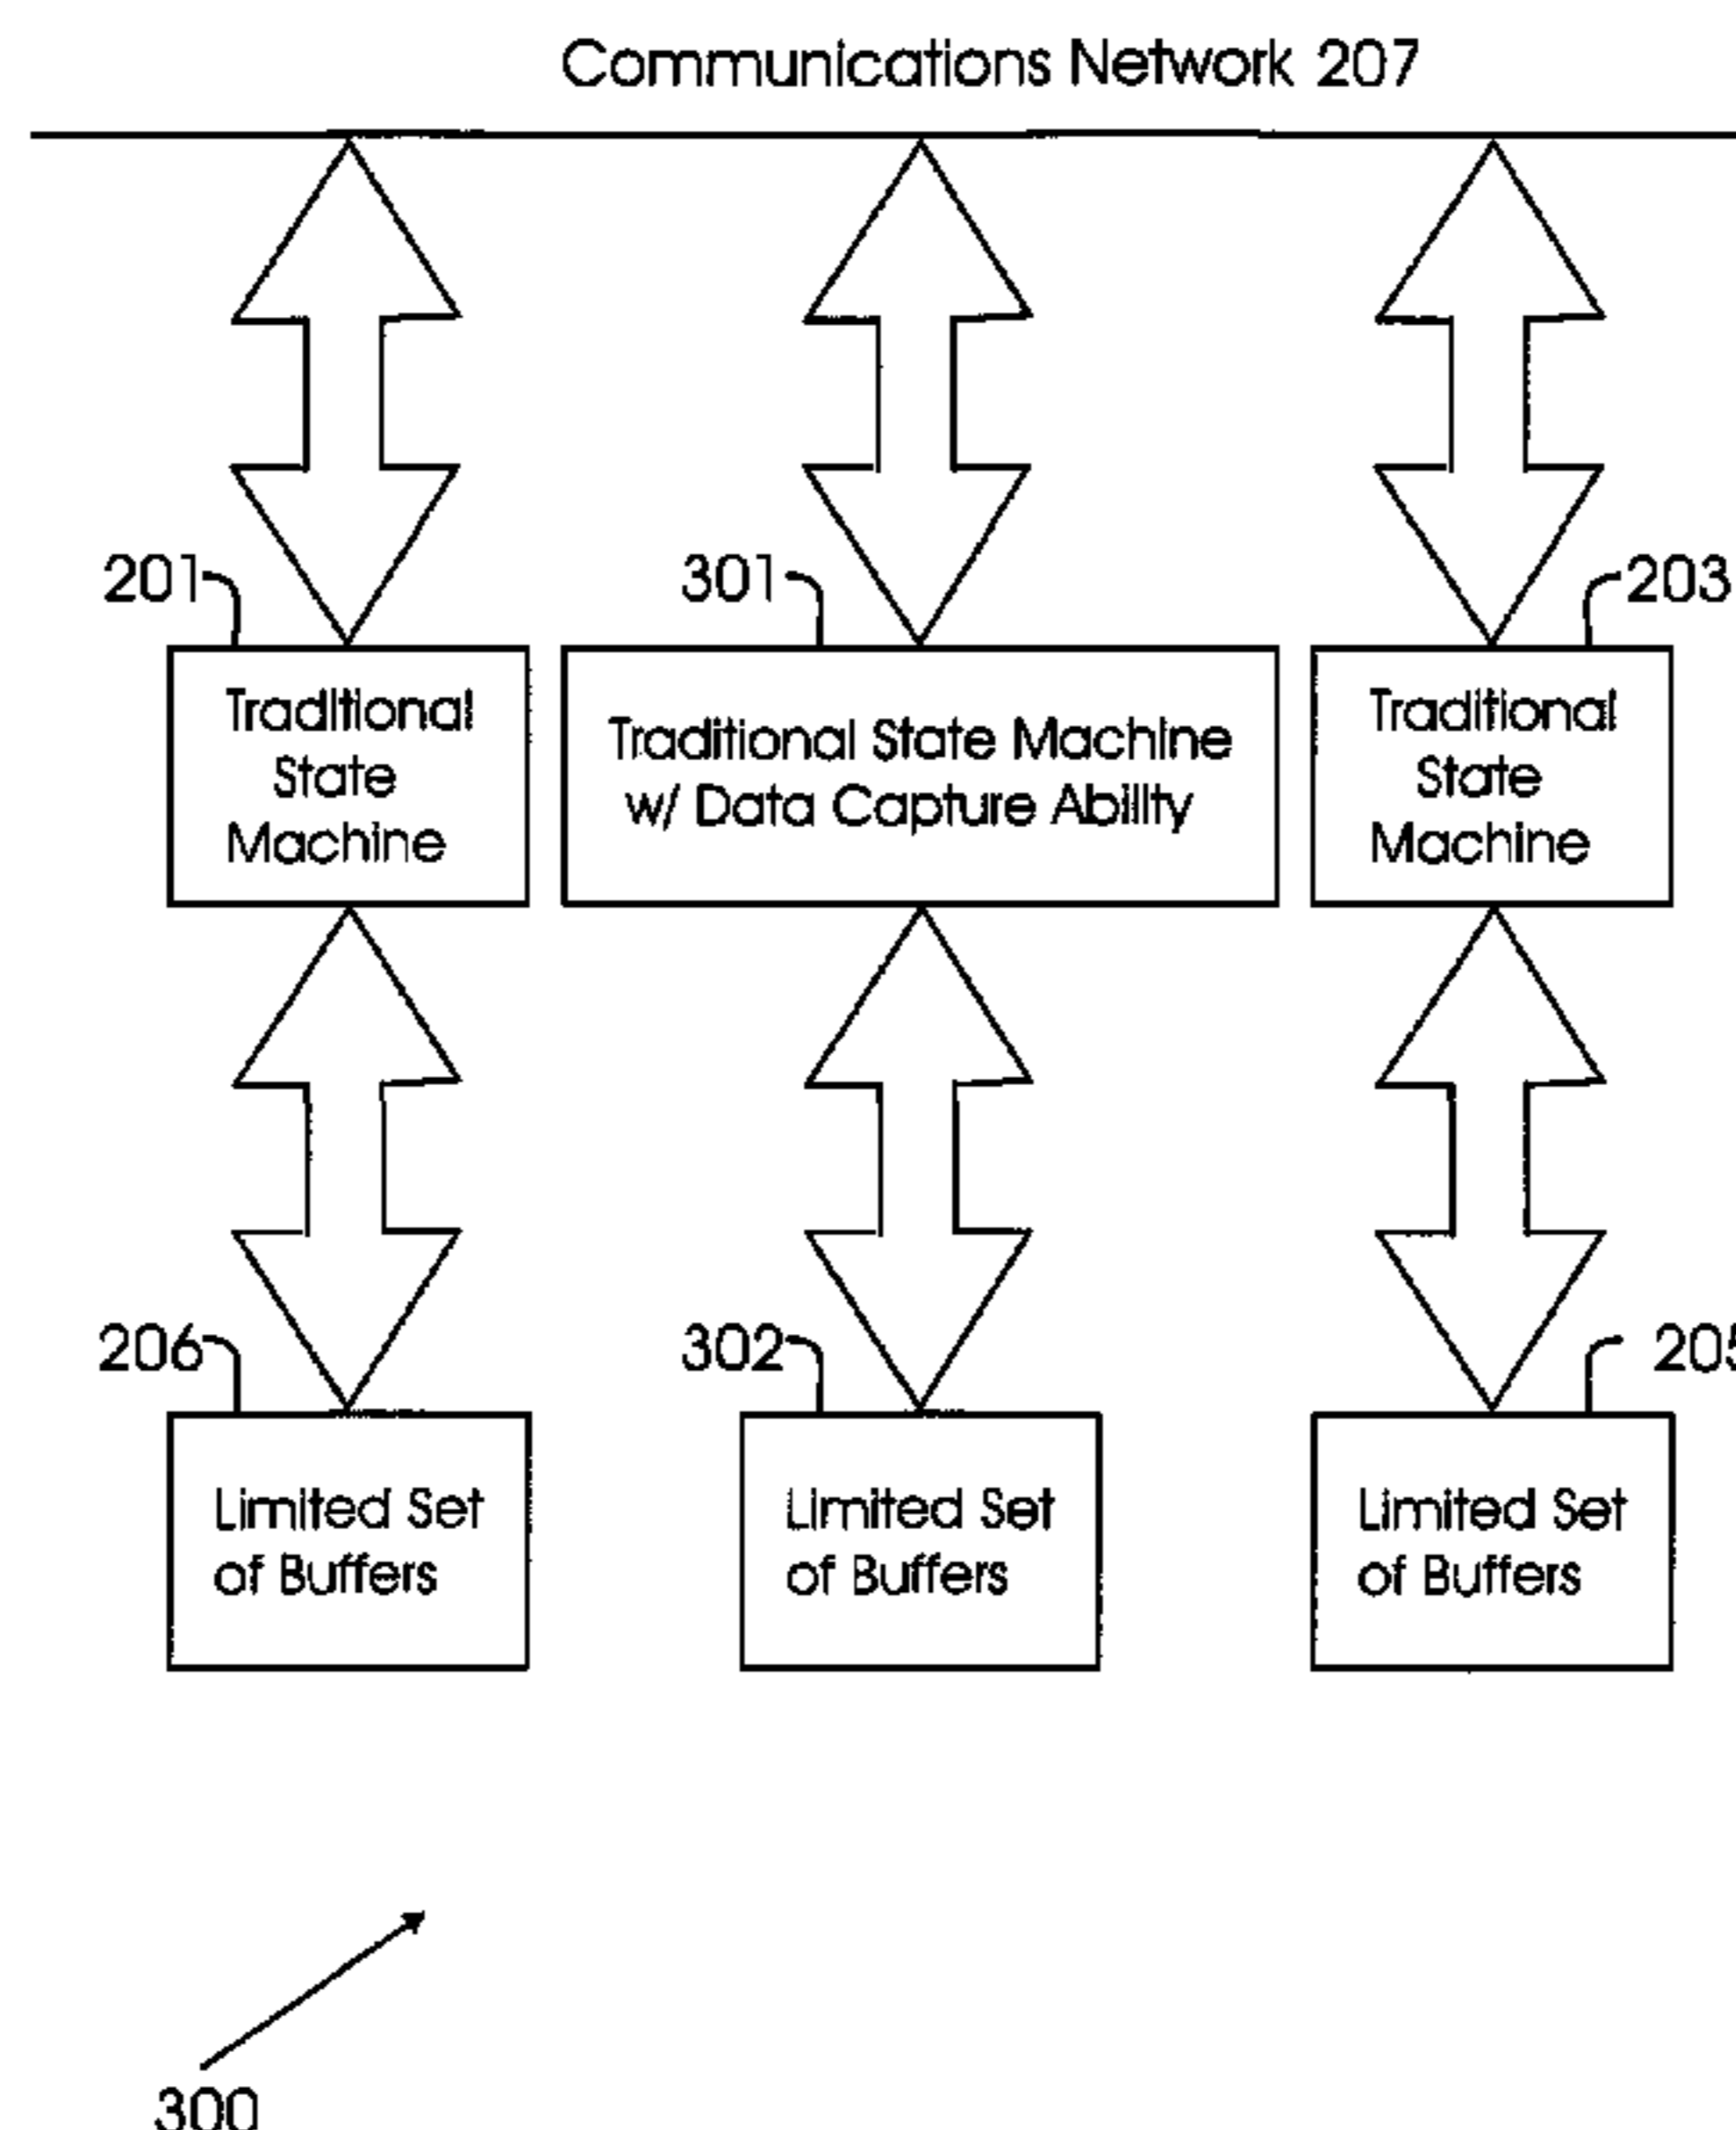 Communications Network 207
201
301
203
Traditional
State
Machine
Traditional State Machine
w/ Data Capture Ability
Traditional
State
Machine
206
302
205
Limited Set
of Buffers
Limited Set
of Buffers
Limited Set
of Buffers
300